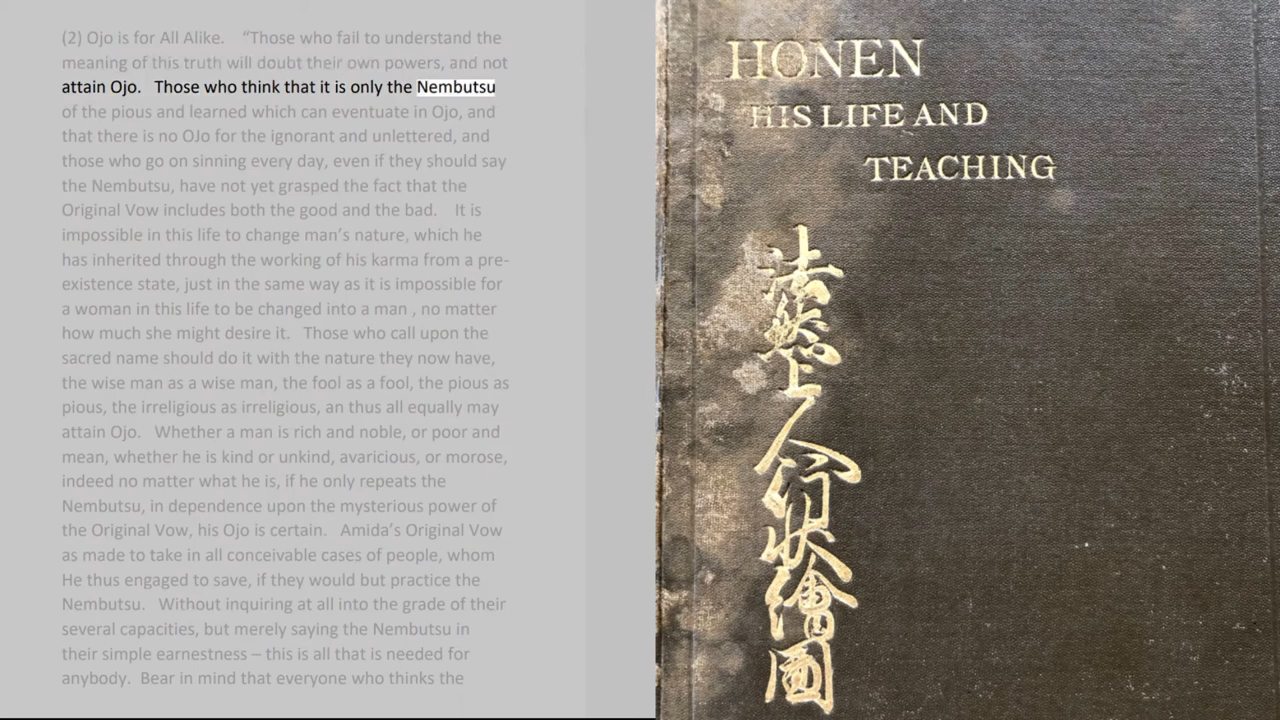 (2) Ojo is for All Alike.   “Those who fail to understand the
meaning of this truth will doubt their own powers, and not
attain Ojo.   Those who think that it is only the Nembutsu
of the pious and learned which can eventuate in Ojo, and
that there is no OJo for the ignorant and unlettered, and
those who go on sinning every day, even if they should say
the Nembutsu, have not yet grasped the fact that the
Original Vow includes both the good and the bad.    It is
impossible in this life to change man’s nature, which he
has inherited through the working of his karma from a pre-
existence state, just in the same way as it is impossible for
a woman in this life to be changed into a man , no matter
how much she might desire it.   Those who call upon the
sacred name should do it with the nature they now have,
the wise man as a wise man, the fool as a fool, the pious as
pious, the irreligious as irreligious, an thus all equally may
attain Ojo.   Whether a man is rich and noble, or poor and
mean, whether he is kind or unkind, avaricious, or morose,
indeed no matter what he is, if he only repeats the
Nembutsu, in dependence upon the mysterious power of
the Original Vow, his Ojo is certain.   Amida’s Original Vow
as made to take in all conceivable cases of people, whom
He thus engaged to save, if they would but practice the
Nembutsu.   Without inquiring at all into the grade of their
several capacities, but merely saying the Nembutsu in
their simple earnestness – this is all that is needed for
anybody.  Bear in mind that everyone who thinks the
HONEN
HIS LIFE AND
TEACHING
法然上人行状繪圖